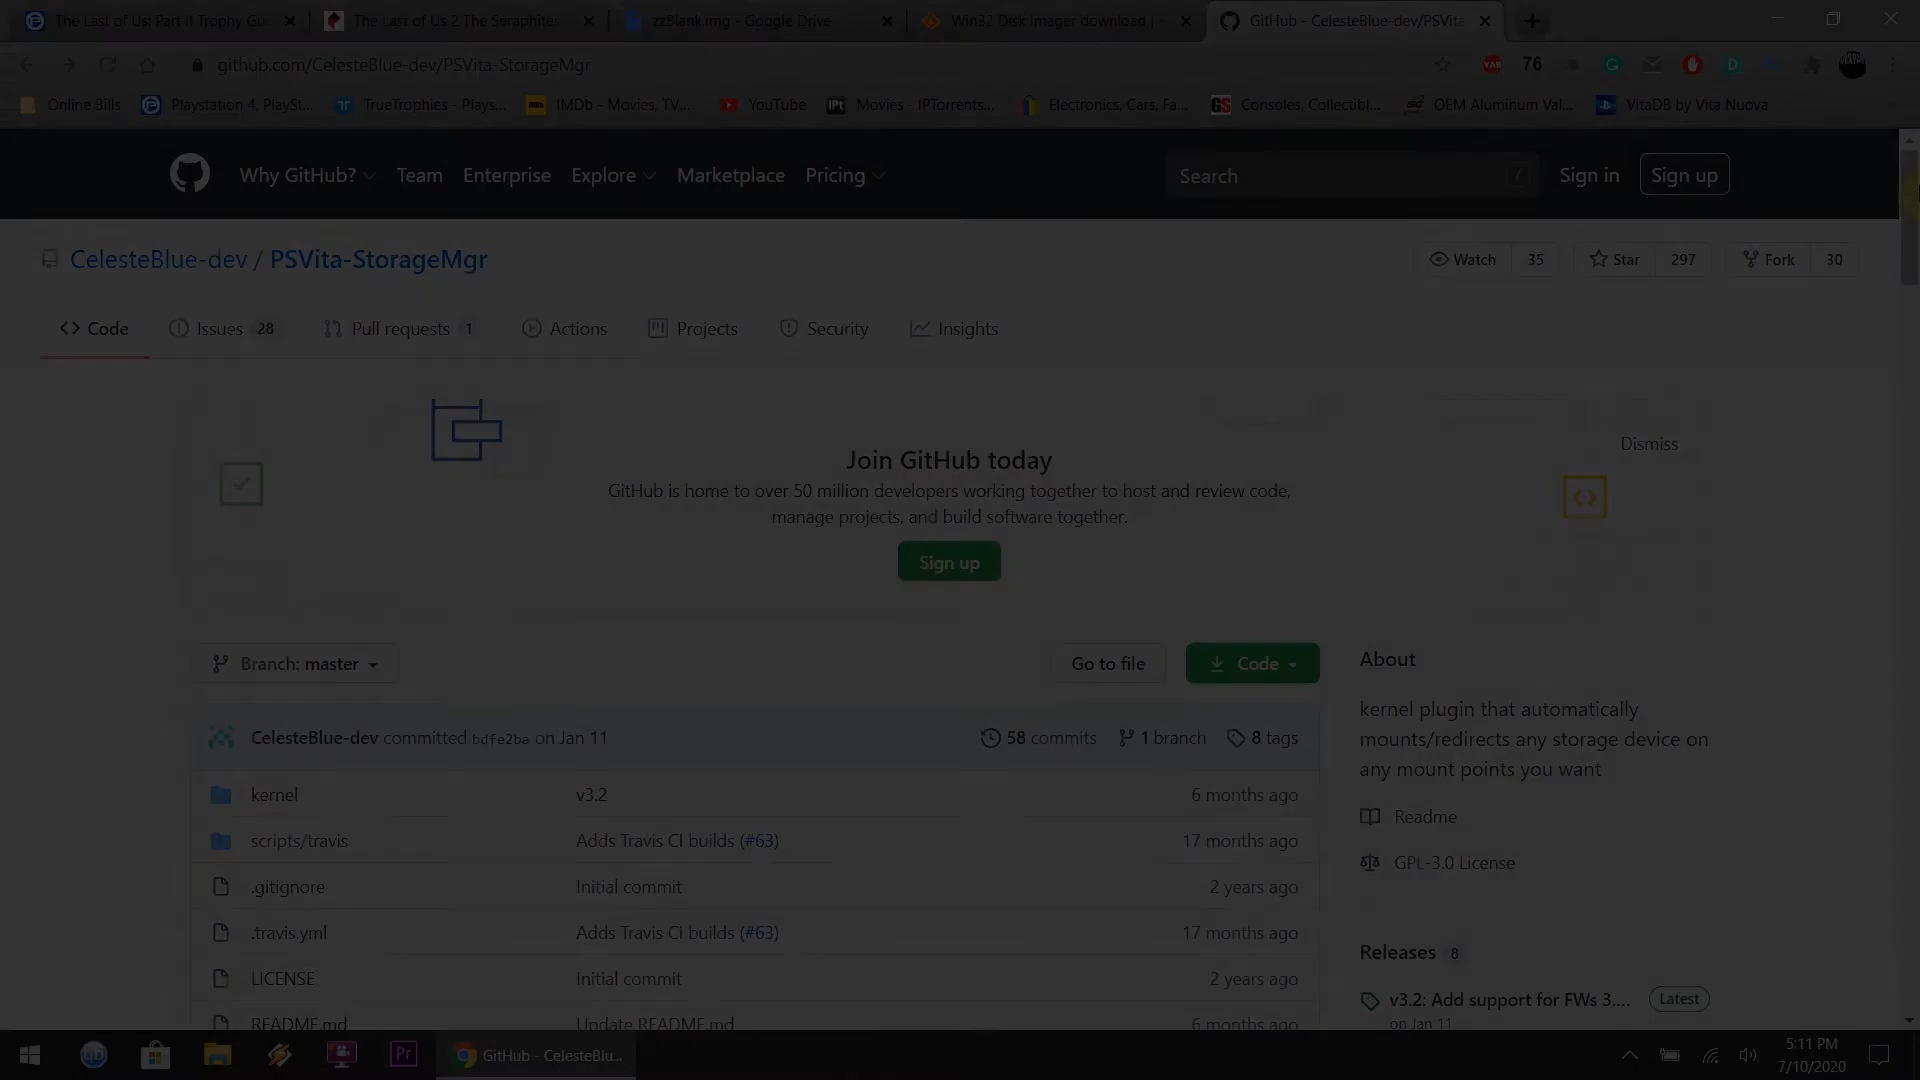 The Last of Us: Part II Trophy Gu
The Last of Us 2 The Seraphites
zzBlank.img - Google Drive
Win32 Disk Imager download |
GitHub - CelesteBlue-dev/PSVita
github.com/CelesteBlue-dev/PSVita-StorageMgr
76
Online Bills
Playstation 4, PlaySt...
TrueTrophies - Plays...
IMDb - Movies, TV...
YouTube
Movies - IPTorrents...
Electronics, Cars, Fa...
Consoles, Collectibl...
OEM Aluminum Val...
VitaDB by Vita Nuova
Why GitHub?
Team
Enterprise
Explore
Marketplace
Pricing
Search
/
Sign in
Sign up
CelesteBlue-dev / PSVita-StorageMgr
Watch 35
Star 297
Fork 30
Code
Issues 28
Pull requests 1
Actions
Projects
Security
Insights
Dismiss
Join GitHub today
GitHub is home to over 50 million developers working together to host and review code,
manage projects, and build software together.
Sign up
Branch: master
Go to file
Code
CelesteBlue-dev committed bdfe2ba on Jan 11
58 commits
1 branch
8 tags
kernel v3.2 6 months ago
scripts/travis Adds Travis CI builds (#63) 17 months ago
.gitignore Initial commit 2 years ago
.travis.yml Adds Travis CI builds (#63) 17 months ago
LICENSE Initial commit 2 years ago
README.md Update README.md 6 months ago
About
kernel plugin that automatically
mounts/redirects any storage device on
any mount points you want
Readme
GPL-3.0 License
Releases 8
v3.2: Add support for FWs 3....
Latest
on Jan 11
qb
Pr
GitHub - CelesteBlu...
5:11 PM
7/10/2020